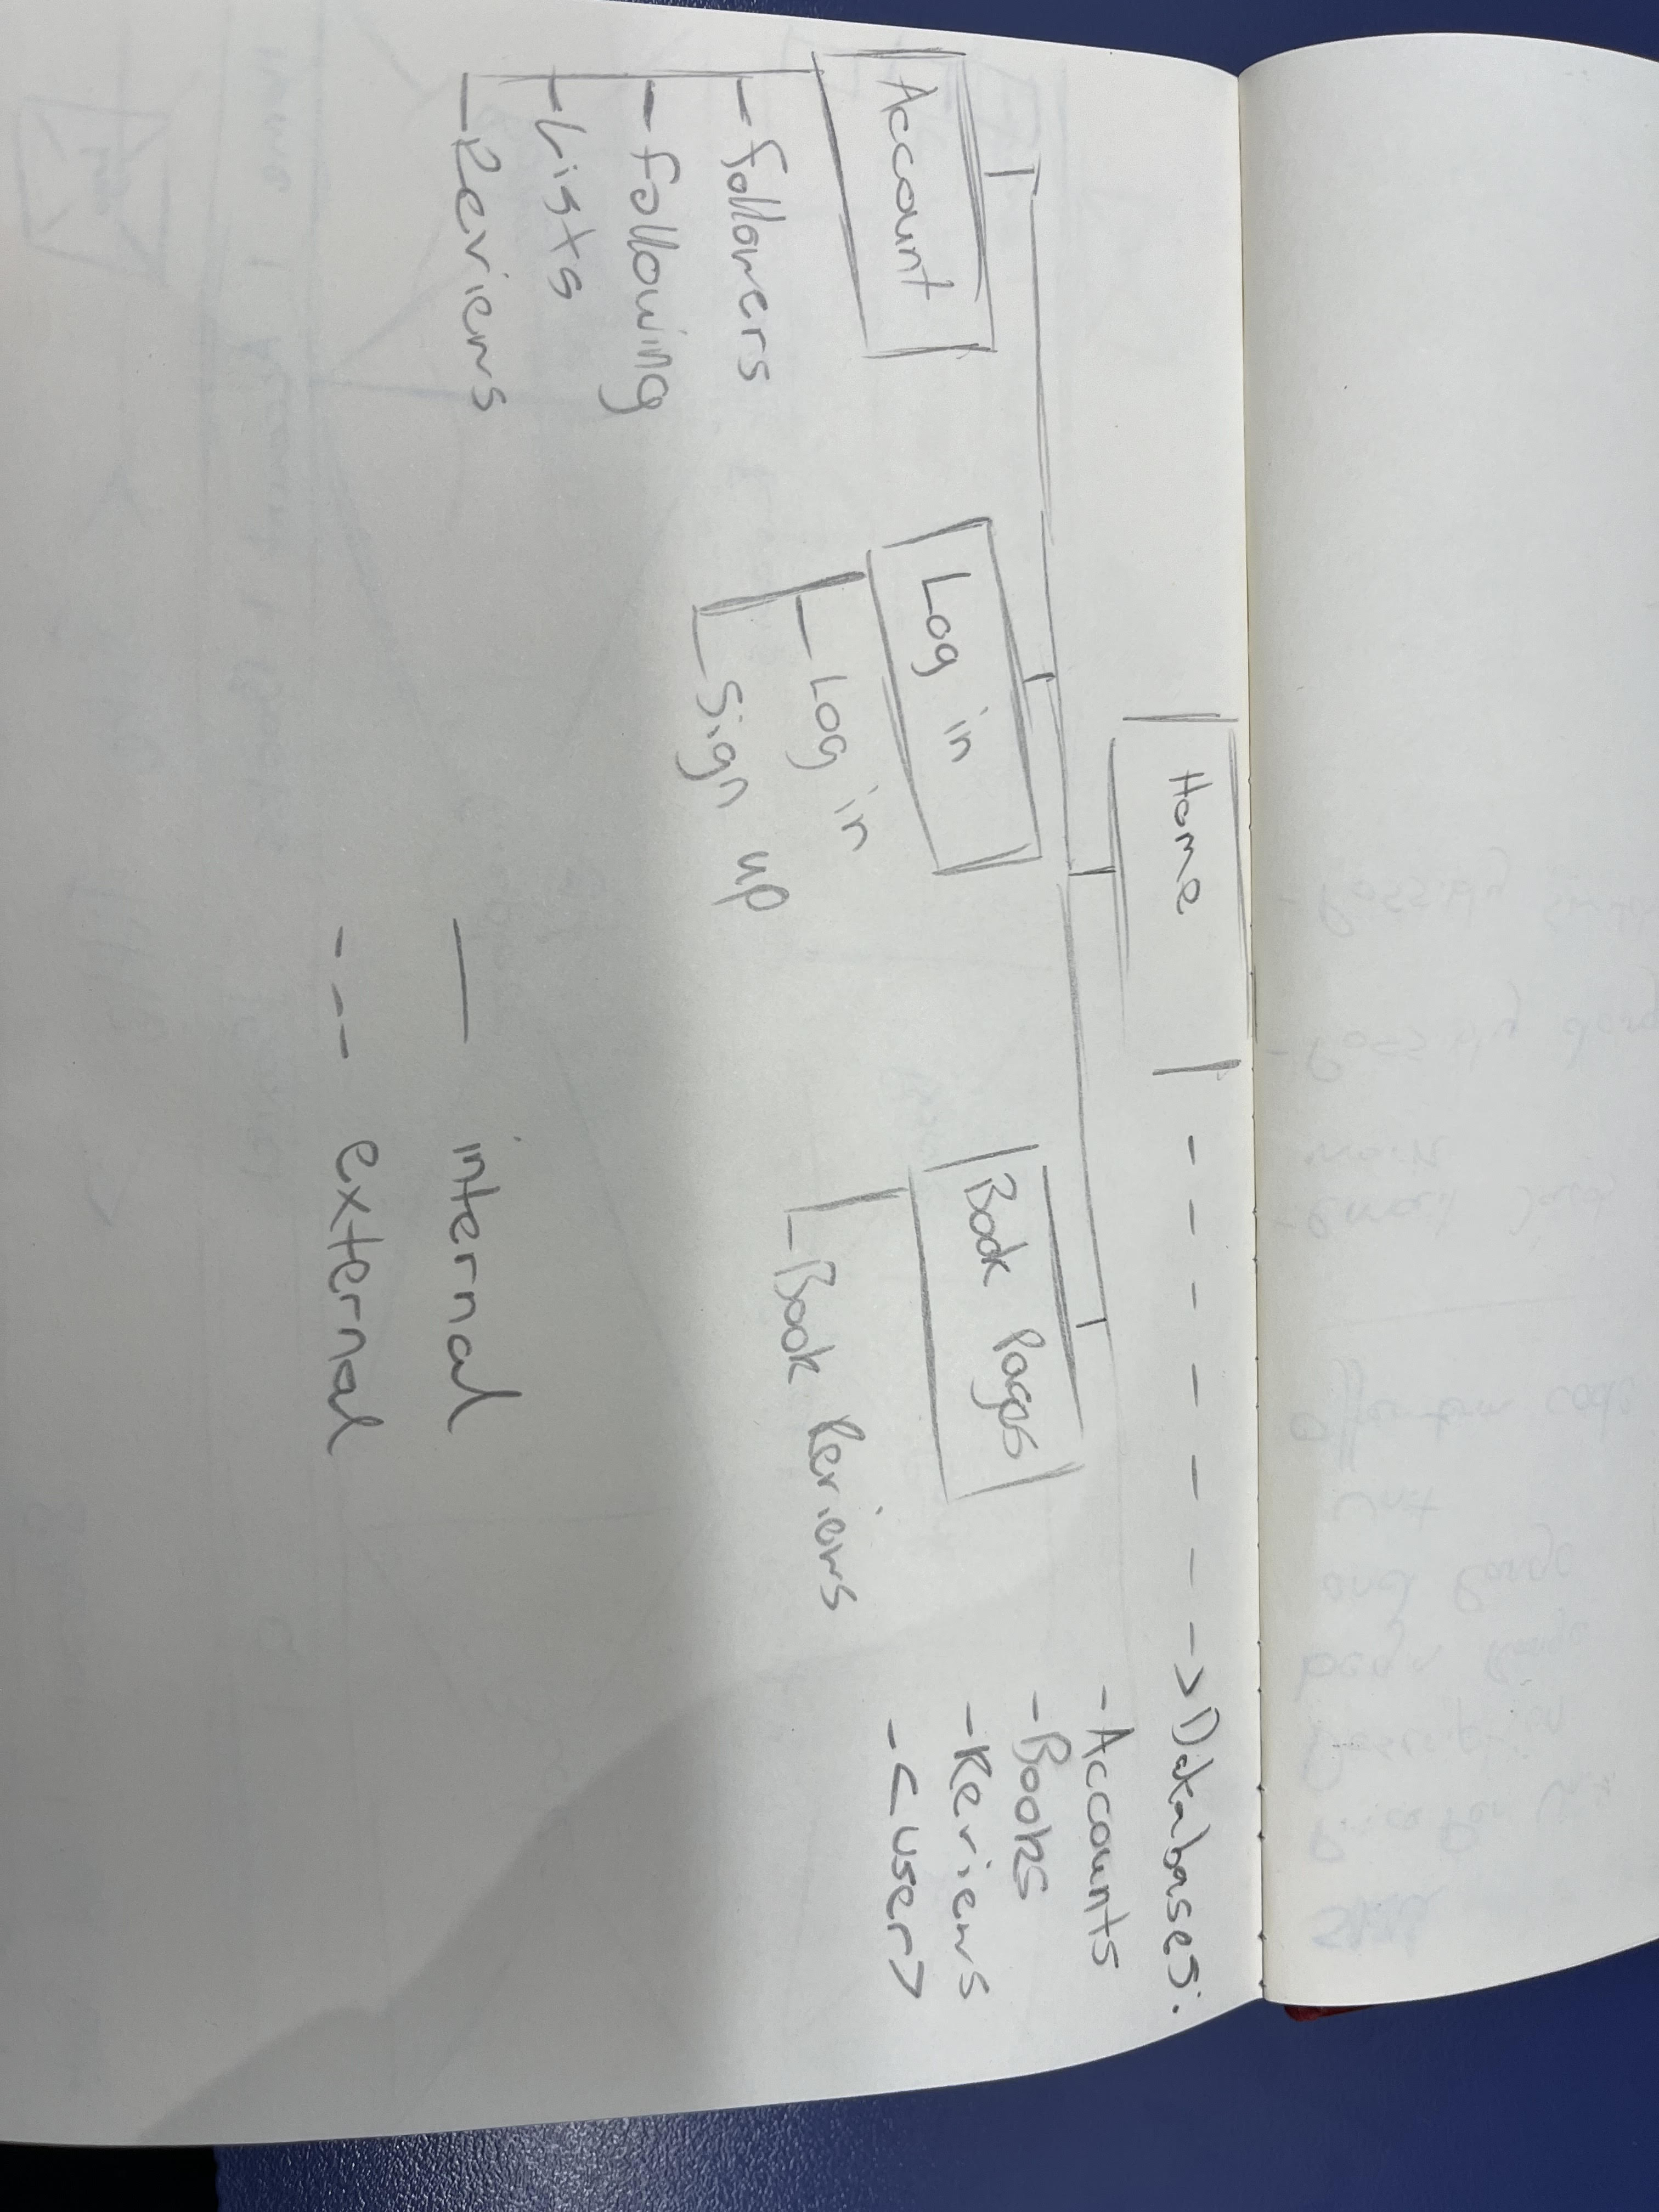 Home
Databases:
- Accounts
- Books
- Reviews
- <user>
Account
- followers
- following
- Lists
- Reviews
Log in
- Log in
- Sign up
Book Pages
- Book Reviews
internal
external